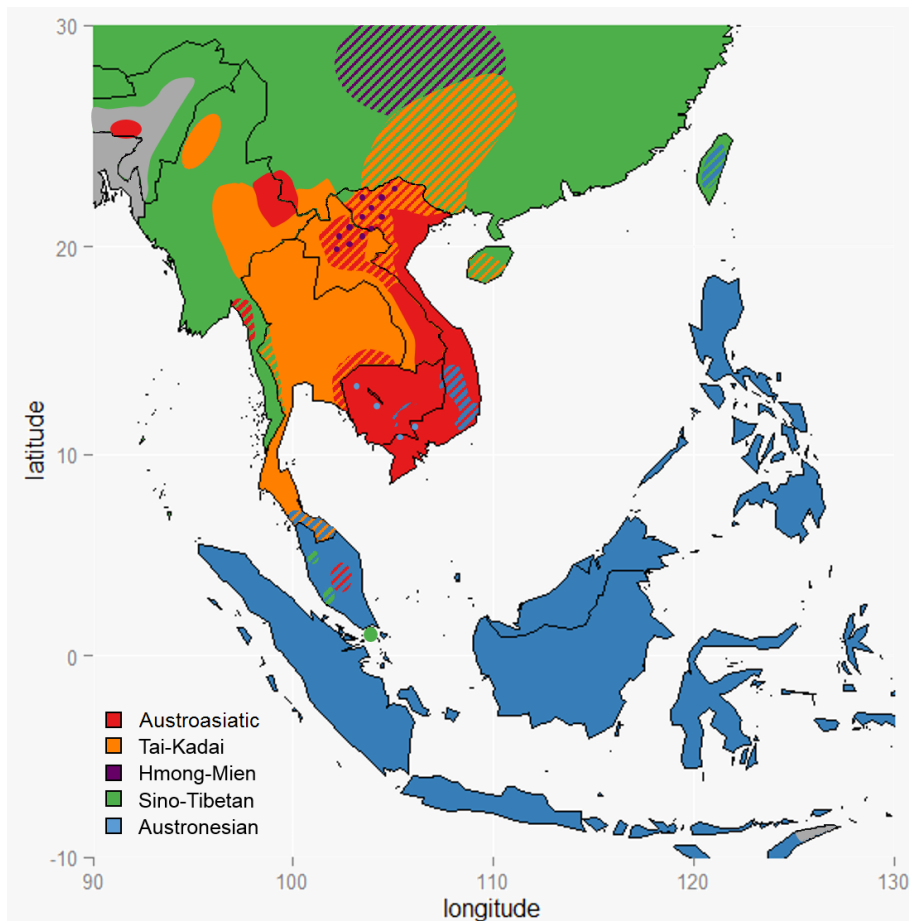 30
20
10
0
-10
latitude
Austroasiatic
Tai-Kadai
Hmong-Mien
Sino-Tibetan
Austronesian
90
100
110
120
130
longitude